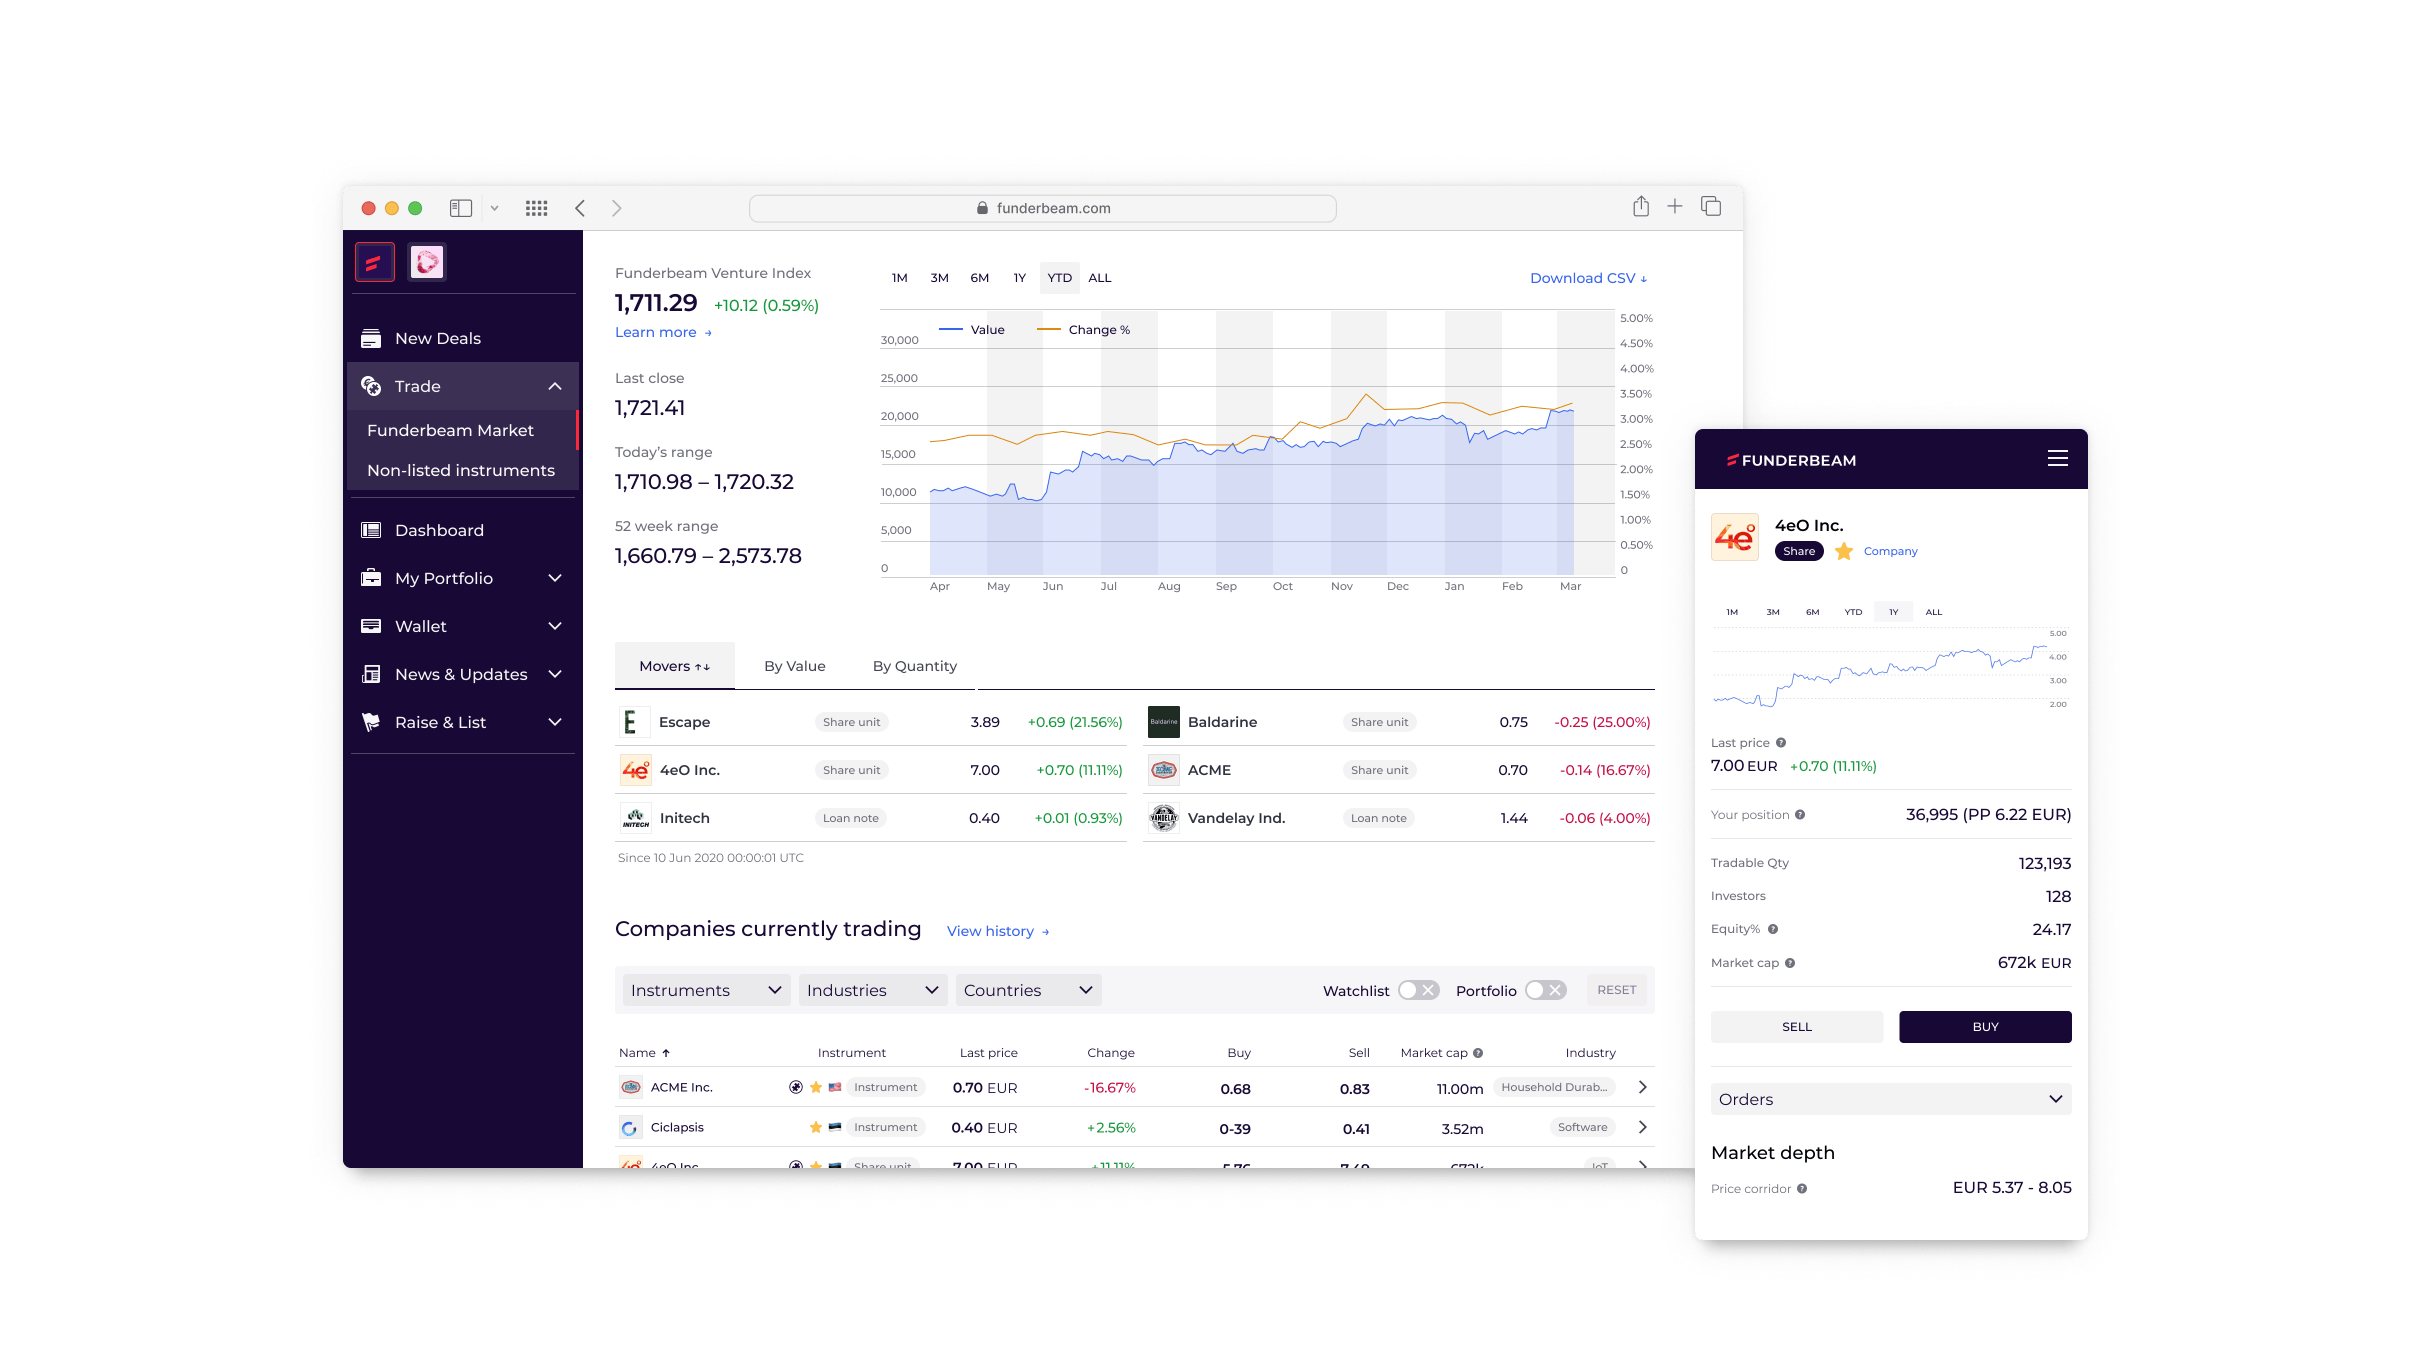 funderbeam.com
New Deals
Trade
Funderbeam Market
Non-listed instruments
Dashboard
My Portfolio
Wallet
News & Updates
Raise & List
Funderbeam Venture Index
1,711.29 +10.12 (0.59%)
Learn more →
Last close
1,721.41
Today's range
1,710.98 – 1,720.32
52 week range
1,660.79 – 2,573.78
1M 3M 6M 1Y YTD ALL
Download CSV ↓
Value Change %
30,000
25,000
20,000
15,000
10,000
5,000
0
5.00%
4.50%
4.00%
3.50%
3.00%
2.50%
2.00%
1.50%
1.00%
0.50%
0
Apr May Jun Jul Aug Sep Oct Nov Dec Jan Feb Mar
Movers ↑↓ By Value By Quantity
E Escape Share unit 3.89 +0.69 (21.56%)
4e° 4eO Inc. Share unit 7.00 +0.70 (11.11%)
INITECH Initech Loan note 0.40 +0.01 (0.93%)
Baldarine Baldarine Share unit 0.75 -0.25 (25.00%)
ACME ACME Share unit 0.70 -0.14 (16.67%)
VANDELAY Vandelay Ind. Loan note 1.44 -0.06 (4.00%)
Since 10 Jun 2020 00:00:01 UTC
Companies currently trading View history →
Instruments Industries Countries Watchlist Portfolio RESET
Name ↑ Instrument Last price Change Buy Sell Market cap Industry
ACME Inc. Instrument 0.70 EUR -16.67% 0.68 0.83 11.00m Household Durab...
Ciclapsis Instrument 0.40 EUR +2.56% 0-39 0.41 3.52m Software
4eO Inc. Share unit 7.00 EUR +11.11% 5.76 7.49 672k IoT
FUNDERBEAM
4e°
4eO Inc.
Share Company
1M 3M 6M YTD 1Y ALL
5.00
4.00
3.00
2.00
Last price
7.00 EUR +0.70 (11.11%)
Your position 36,995 (PP 6.22 EUR)
Tradable Qty 123,193
Investors 128
Equity% 24.17
Market cap 672k EUR
SELL BUY
Orders
Market depth
Price corridor EUR 5.37 - 8.05